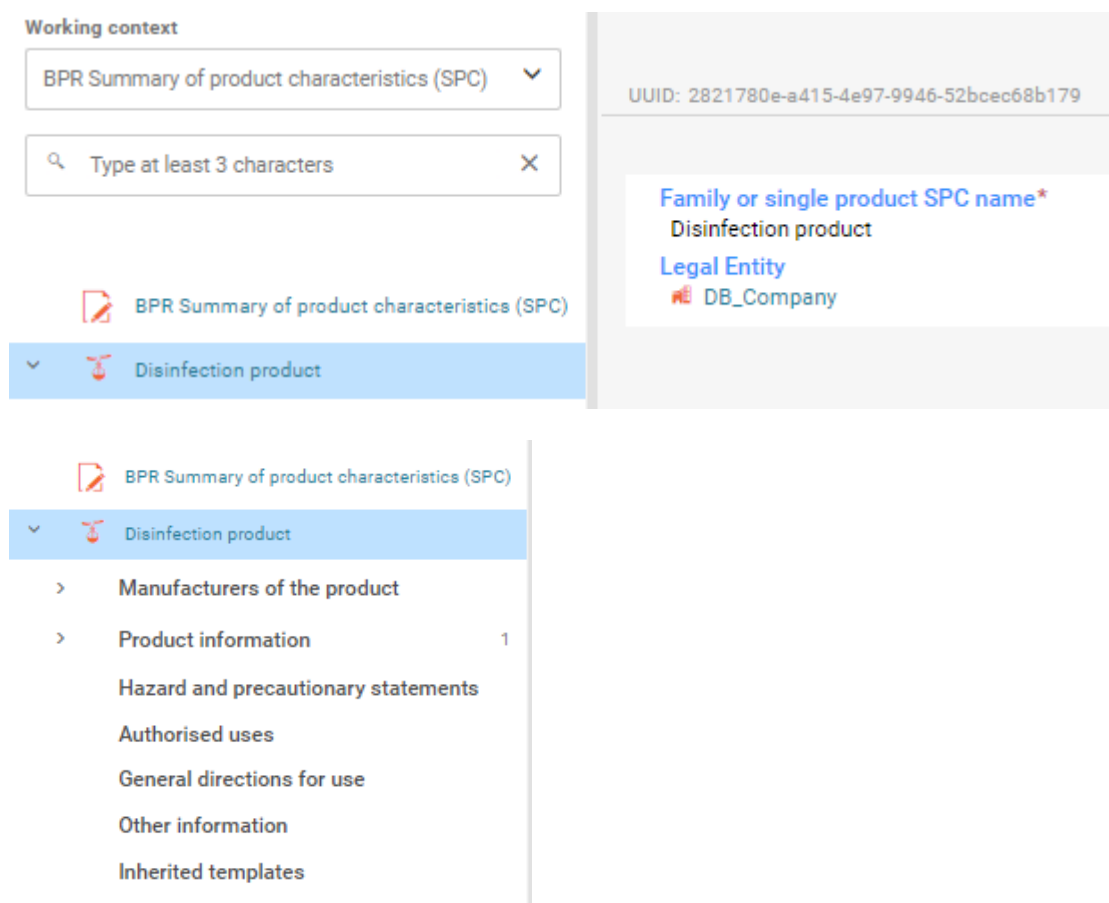 Working context
BPR Summary of product characteristics (SPC)
Type at least 3 characters
BPR Summary of product characteristics (SPC)
Disinfection product
UUID: 2821780e-a415-4e97-9946-52bcec68b179
Family or single product SPC name*
Disinfection product
Legal Entity
DB_Company
BPR Summary of product characteristics (SPC)
Disinfection product
Manufacturers of the product
Product information 1
Hazard and precautionary statements
Authorised uses
General directions for use
Other information
Inherited templates